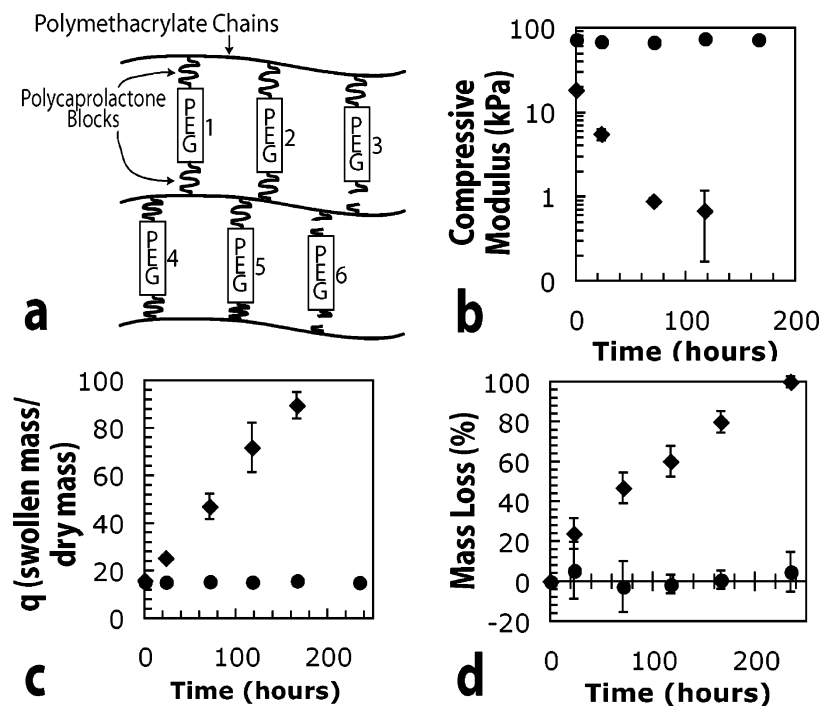 Polymethacrylate Chains
Polycaprolactone
Blocks
PEG 1
PEG 2
PEG 3
PEG 4
PEG 5
PEG 6
a
Compressive
Modulus (kPa)
100
10
1
0
0 100 200
Time (hours)
b
q (swollen mass/
dry mass)
100
80
60
40
20
0
0 100 200
Time (hours)
c
Mass Loss (%)
100
80
60
40
20
0
-20
0 100 200
Time (hours)
d